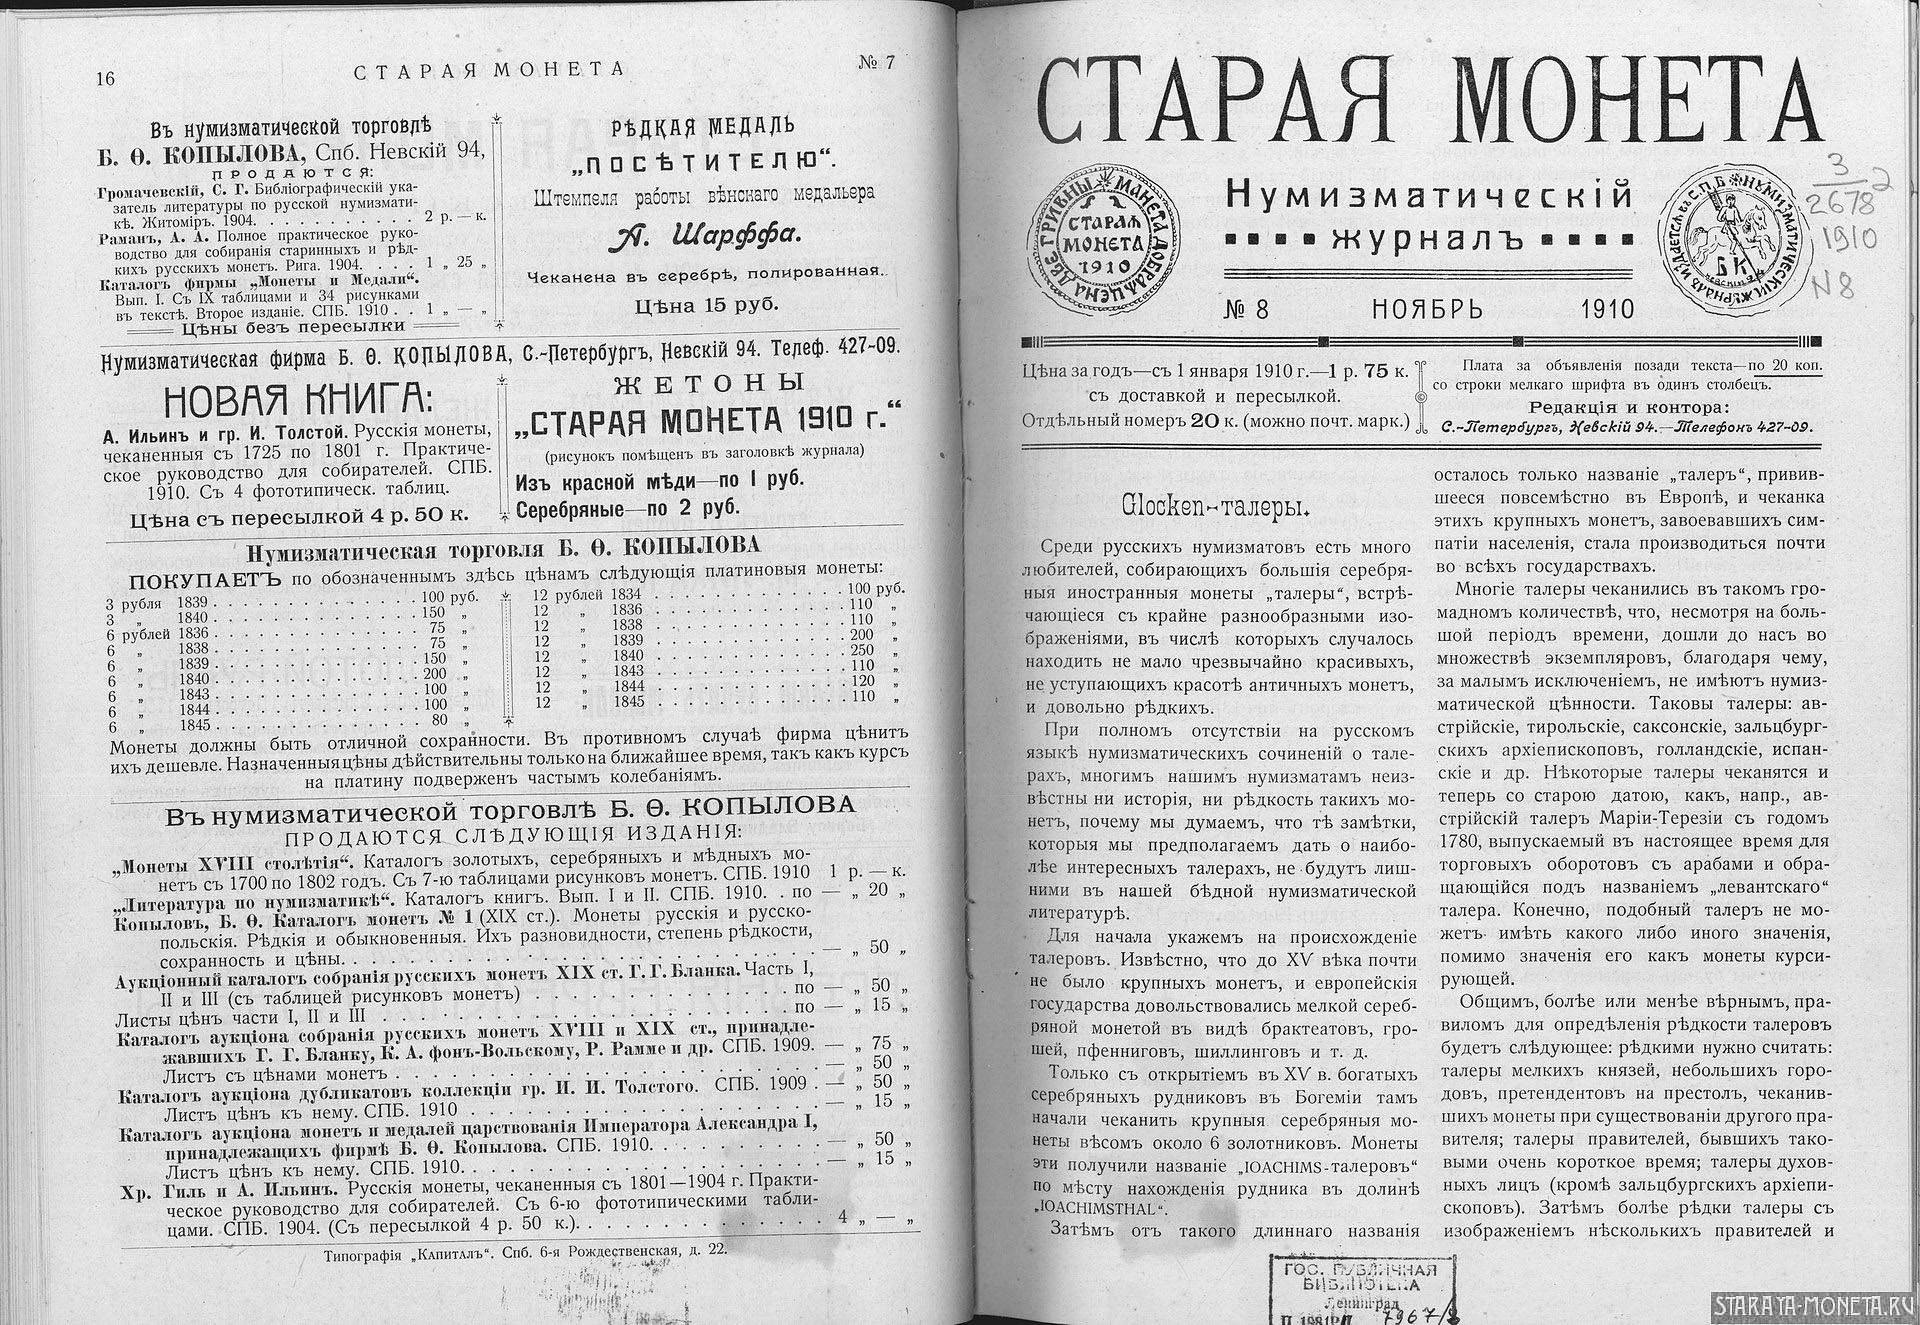 16
СТАРАЯ МОНЕТА
№ 7
Въ нумизматической торговлѣ
Б. Ѳ. КОПЫЛОВА, Спб. Невскій 94,
ПРОДАЮТСЯ:
Громачевскій, С. Г. Библіографическій ука-
затель литературы по русской нумизмати-
кѣ. Житоміръ. 1904. . . . . . . . . . . 2 р. — к.
Раманъ, А. А. Полное практическое руко-
водство для собиранія старинныхъ и рѣд-
кихъ русскихъ монетъ. Рига. 1904. . . . . 1 „ 25 „
Каталогъ фирмы „Монеты и Медали“.
Вып. I. Съ IX таблицами и 34 рисунками
въ текстѣ. Второе изданіе. СПБ. 1910 . . 1 „ — „
Цѣны безъ пересылки
РѢДКАЯ МЕДАЛЬ
„ПОСѢТИТЕЛЮ“.
Штемпеля работы вѣнскаго медальера
А. Шарффа.
Чеканена въ серебрѣ, полированная.
Цѣна 15 руб.
Нумизматическая фирма Б. Ѳ. КОПЫЛОВА, С.-Петербургъ, Невскій 94. Телеф. 427-09.
НОВАЯ КНИГА:
А. Ильинъ и гр. И. Толстой. Русскія монеты,
чеканенныя съ 1725 по 1801 г. Практиче-
ское руководство для собирателей. СПБ.
1910. Съ 4 фототипическ. таблиц.
Цѣна съ пересылкой 4 р. 50 к.
ЖЕТОНЫ
„СТАРАЯ МОНЕТА 1910 г.“
(рисунокъ помѣщенъ въ заголовкѣ журнала)
Изъ красной мѣди—по 1 руб.
Серебряные—по 2 руб.
Нумизматическая торговля Б. Ѳ. КОПЫЛОВА
ПОКУПАЕТЪ по обозначеннымъ здѣсь цѣнамъ слѣдующія платиновыя монеты:
3 рубля 1839 . . . . . . . . . . . . . 100 руб.
3 „ 1840 . . . . . . . . . . . . . 150 „
6 рублей 1836 . . . . . . . . . . . . . 75 „
6 „ 1838 . . . . . . . . . . . . . 75 „
6 „ 1839 . . . . . . . . . . . . . 150 „
6 „ 1840 . . . . . . . . . . . . . 200 „
6 „ 1843 . . . . . . . . . . . . . 100 „
6 „ 1844 . . . . . . . . . . . . . 100 „
6 „ 1845 . . . . . . . . . . . . . 80 „
12 рублей 1834 . . . . . . . . . . . . . 100 руб.
12 „ 1836 . . . . . . . . . . . . . 110 „
12 „ 1838 . . . . . . . . . . . . . 110 „
12 „ 1839 . . . . . . . . . . . . . 200 „
12 „ 1840 . . . . . . . . . . . . . 250 „
12 „ 1843 . . . . . . . . . . . . . 110 „
12 „ 1844 . . . . . . . . . . . . . 120 „
12 „ 1845 . . . . . . . . . . . . . 110 „
Монеты должны быть отличной сохранности. Въ противномъ случаѣ фирма цѣнитъ
ихъ дешевле. Назначенныя цѣны дѣйствительны только на ближайшее время, такъ какъ курсъ
на платину подверженъ частымъ колебаніямъ.
Въ нумизматической торговлѣ Б. Ѳ. КОПЫЛОВА
ПРОДАЮТСЯ СЛѢДУЮЩІЯ ИЗДАНІЯ:
„Монеты XVIII столѣтія“. Каталогъ золотыхъ, серебряныхъ и мѣдныхъ мо-
нетъ съ 1700 по 1802 годъ. Съ 7-ю таблицами рисунковъ монетъ. СПБ. 1910 1 р. — к.
„Литература по нумизматикѣ“. Каталогъ книгъ. Вып. I и II. СПБ. 1910. . по — „ 20 „
Копыловъ, Б. Ѳ. Каталогъ монетъ № 1 (XIX ст.). Монеты русскія и русско-
польскія. Рѣдкія и обыкновенныя. Ихъ разновидности, степень рѣдкости,
сохранность и цѣны. . . . . . . . . . . . . . . — „ 50 „
Аукціонный каталогъ собранія русскихъ монетъ XIX ст. Г. Г. Бланка. Часть I,
II и III (съ таблицей рисунковъ монетъ) . . . . . . . . . . по — „ 50 „
Листы цѣнъ части I, II и III . . . . . . . . . . . . . . по — „ 15 „
Каталогъ аукціона собранія русскихъ монетъ XVIII и XIX ст., принадле-
жавшихъ Г. Г. Бланку, К. А. фонъ-Вольскому, Р. Рамме и др. СПБ. 1909. — „ 75 „
Листъ съ цѣнами монетъ . . . . . . . . . . . . . . — „ 50 „
Каталогъ аукціона дубликатовъ коллекціи гр. И. И. Толстого. СПБ. 1909 . — „ 50 „
Листъ цѣнъ къ нему. СПБ. 1910 . . . . . . . . . . . . — „ 15 „
Каталогъ аукціона монетъ и медалей царствованія Императора Александра I,
принадлежащихъ фирмѣ Б. Ѳ. Копылова. СПБ. 1910. . . . . . . — „ 50 „
Листъ цѣнъ къ нему. СПБ. 1910. . . . . . . . . . . . — „ 15 „
Хр. Гиль и А. Ильинъ. Русскія монеты, чеканенныя съ 1801—1904 г. Практи-
ческое руководство для собирателей. Съ 6-ю фототипическими табли-
цами. СПБ. 1904. (Съ пересылкой 4 р. 50 к.). . . . . . . . . 4 „ — „
Типографія „Капиталъ“. Спб. 6-я Рождественская, д. 22.
СТАРАЯ МОНЕТА
СТАРАЯ
МОНЕТА
1910
Нумизматическій
журналъ
БК
3
2678 2
1910
N8
№ 8 НОЯБРЬ 1910
Цѣна за годъ—съ 1 января 1910 г.—1 р. 75 к.
съ доставкой и пересылкой.
Отдѣльный номеръ 20 к. (можно почт. марк.)
Плата за объявленія позади текста—по 20 коп.
со строки мелкаго шрифта въ одинъ столбецъ.
Редакція и контора:
С.-Петербургъ, Невскій 94.—Телефонъ 427-09.
Glocken-талеры.
Среди русскихъ нумизматовъ есть много
любителей, собирающихъ большія серебря-
ныя иностранныя монеты „талеры“, встрѣ-
чающіеся съ крайне разнообразными изо-
браженіями, въ числѣ которыхъ случалось
находить не мало чрезвычайно красивыхъ,
не уступающихъ красотѣ античныхъ монетъ,
и довольно рѣдкихъ.
При полномъ отсутствіи на русскомъ
языкѣ нумизматическихъ сочиненій о тале-
рахъ, многимъ нашимъ нумизматамъ неиз-
вѣстны ни исторія, ни рѣдкость такихъ мо-
нетъ, почему мы думаемъ, что тѣ замѣтки,
которыя мы предполагаемъ дать о наибо-
лѣе интересныхъ талерахъ, не будутъ лиш-
ними въ нашей бѣдной нумизматической
литературѣ.
Для начала укажемъ на происхожденіе
талеровъ. Извѣстно, что до XV вѣка почти
не было крупныхъ монетъ, и европейскія
государства довольствовались мелкой сереб-
ряной монетой въ видѣ брактеатовъ, гро-
шей, пфенниговъ, шиллинговъ и т. д.
Только съ открытіемъ въ XV в. богатыхъ
серебряныхъ рудниковъ въ Богеміи тамъ
начали чеканить крупныя серебряныя мо-
неты вѣсомъ около 6 золотниковъ. Монеты
эти получили названіе „IOACHIMS-талеровъ“
по мѣсту нахожденія рудника въ долинѣ
„IOACHIMSTHAL“.
Затѣмъ отъ такого длиннаго названія
осталось только названіе „талеръ“, привив-
шееся повсемѣстно въ Европѣ, и чеканка
этихъ крупныхъ монетъ, завоевавшихъ сим-
патіи населенія, стала производиться почти
во всѣхъ государствахъ.
Многіе талеры чеканились въ такомъ гро-
мадномъ количествѣ, что, несмотря на боль-
шой періодъ времени, дошли до насъ во
множествѣ экземпляровъ, благодаря чему,
за малымъ исключеніемъ, не имѣютъ нумиз-
матической цѣнности. Таковы талеры: ав-
стрійскіе, тирольскіе, саксонскіе, зальцбург-
скихъ архіепископовъ, голландскіе, испан-
скіе и др. Нѣкоторые талеры чеканятся и
теперь со старою датою, какъ, напр., ав-
стрійскій талеръ Маріи-Терезіи съ годомъ
1780, выпускаемый въ настоящее время для
торговыхъ оборотовъ съ арабами и обра-
щающійся подъ названіемъ „левантскаго“
талера. Конечно, подобный талеръ не мо-
жетъ имѣть какого либо иного значенія,
помимо значенія его какъ монеты курси-
рующей.
Общимъ, болѣе или менѣе вѣрнымъ, пра-
виломъ для опредѣленія рѣдкости талеровъ
будетъ слѣдующее: рѣдкими нужно считать:
талеры мелкихъ князей, небольшихъ горо-
довъ, претендентовъ на престолъ, чеканив-
шихъ монеты при существованіи другого пра-
вителя; талеры правителей, бывшихъ тако-
выми очень короткое время; талеры духов-
ныхъ лицъ (кромѣ зальцбургскихъ архіепи-
скоповъ). Затѣмъ болѣе рѣдки талеры съ
изображеніемъ нѣсколькихъ правителей и
ГОС. ПУБЛИЧНАЯ
БИБЛИОТЕКА
Ленинград
7967/8
STARAYA-MONETA.RU